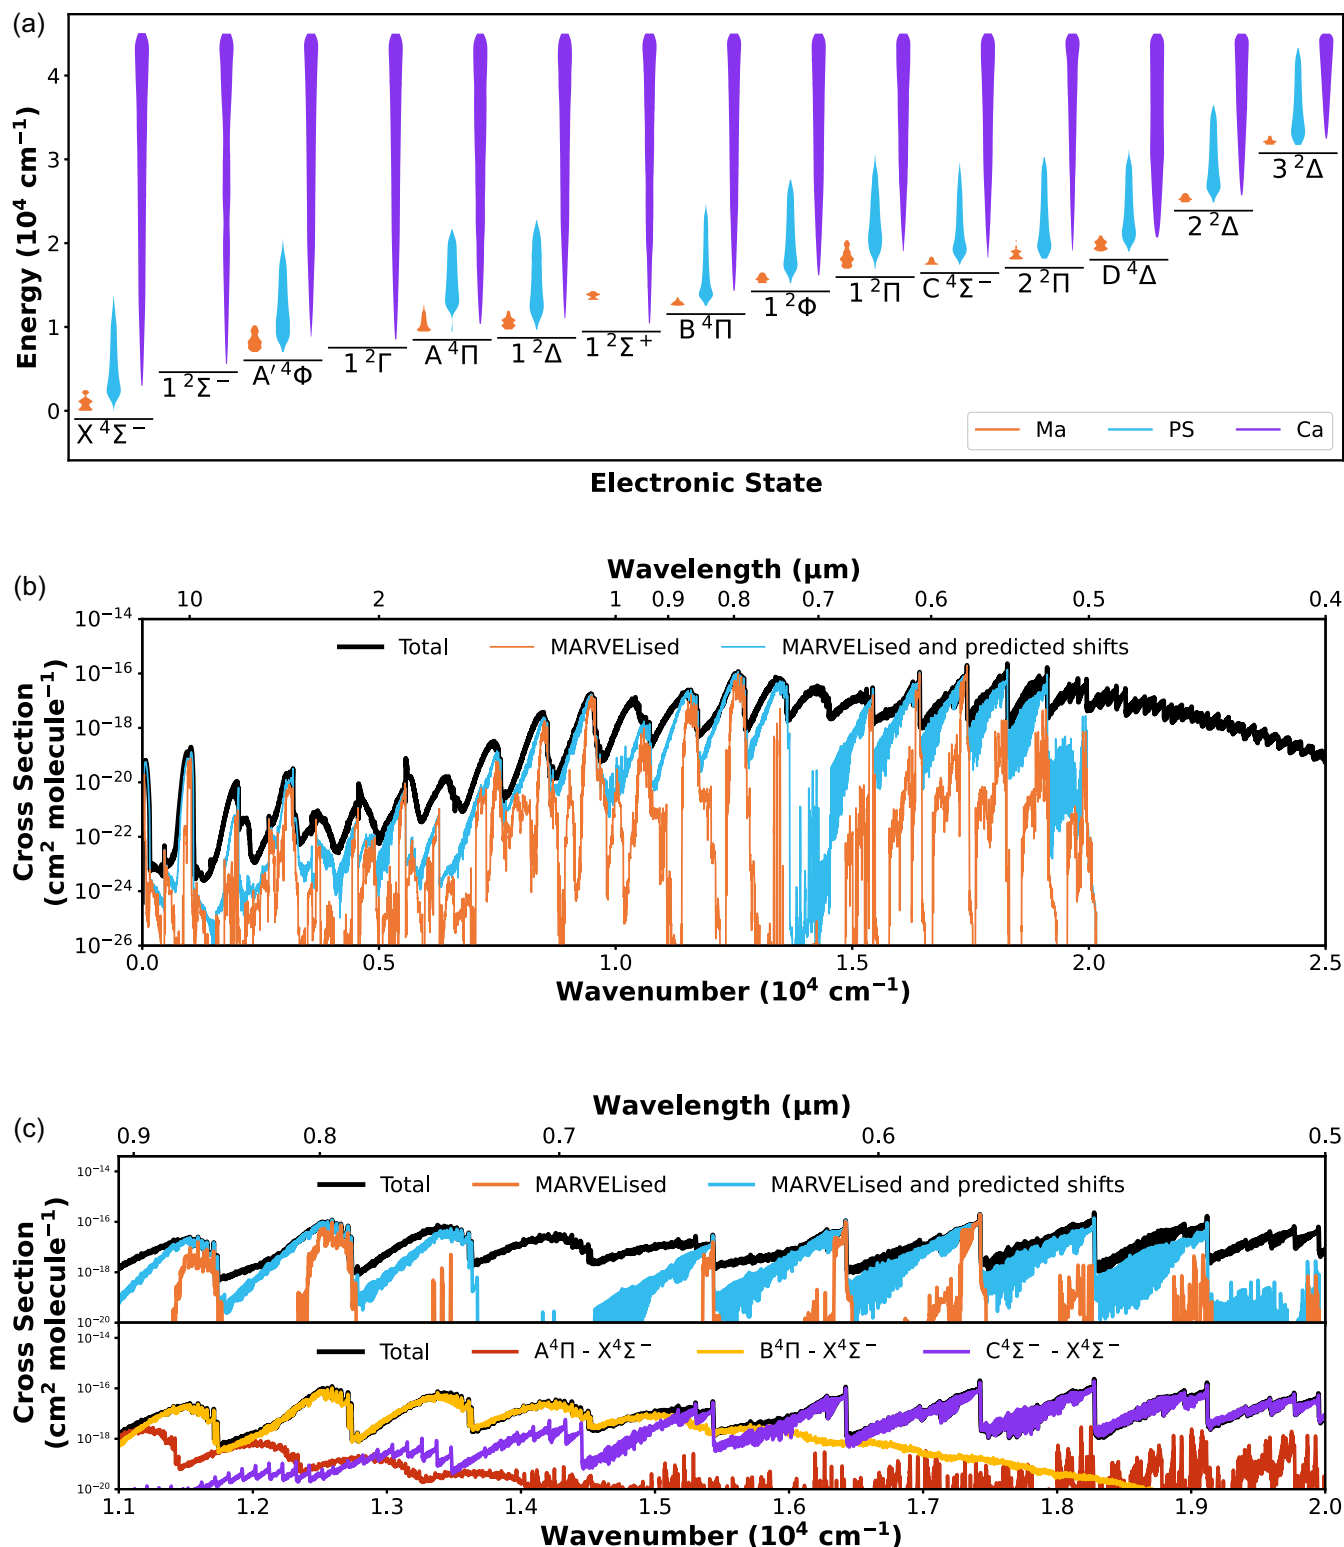 (a)
Energy (10⁴ cm⁻¹)
4
3
2
1
0
X ⁴Σ⁻
1 ²Σ⁻
A′ ⁴Φ
1 ²Γ
A ⁴Π
1 ²Δ
1 ²Σ⁺
B ⁴Π
1 ²Φ
1 ²Π
C ⁴Σ⁻
2 ²Π
D ⁴Δ
2 ²Δ
3 ²Δ
Ma PS Ca
Electronic State
(b)
Wavelength (μm)
10 2 1 0.9 0.8 0.7 0.6 0.5 0.4
Total MARVELised MARVELised and predicted shifts
Cross Section
(cm² molecule⁻¹)
10⁻¹⁴
10⁻¹⁶
10⁻¹⁸
10⁻²⁰
10⁻²²
10⁻²⁴
10⁻²⁶
0.0 0.5 1.0 1.5 2.0 2.5
Wavenumber (10⁴ cm⁻¹)
(c)
Wavelength (μm)
0.9 0.8 0.7 0.6 0.5
Total MARVELised MARVELised and predicted shifts
Cross Section
(cm² molecule⁻¹)
10⁻¹⁴
10⁻¹⁶
10⁻¹⁸
10⁻²⁰
Total A⁴Π - X⁴Σ⁻ B⁴Π - X⁴Σ⁻ C⁴Σ⁻ - X⁴Σ⁻
10⁻¹⁴
10⁻¹⁶
10⁻¹⁸
10⁻²⁰
1.1 1.2 1.3 1.4 1.5 1.6 1.7 1.8 1.9 2.0
Wavenumber (10⁴ cm⁻¹)